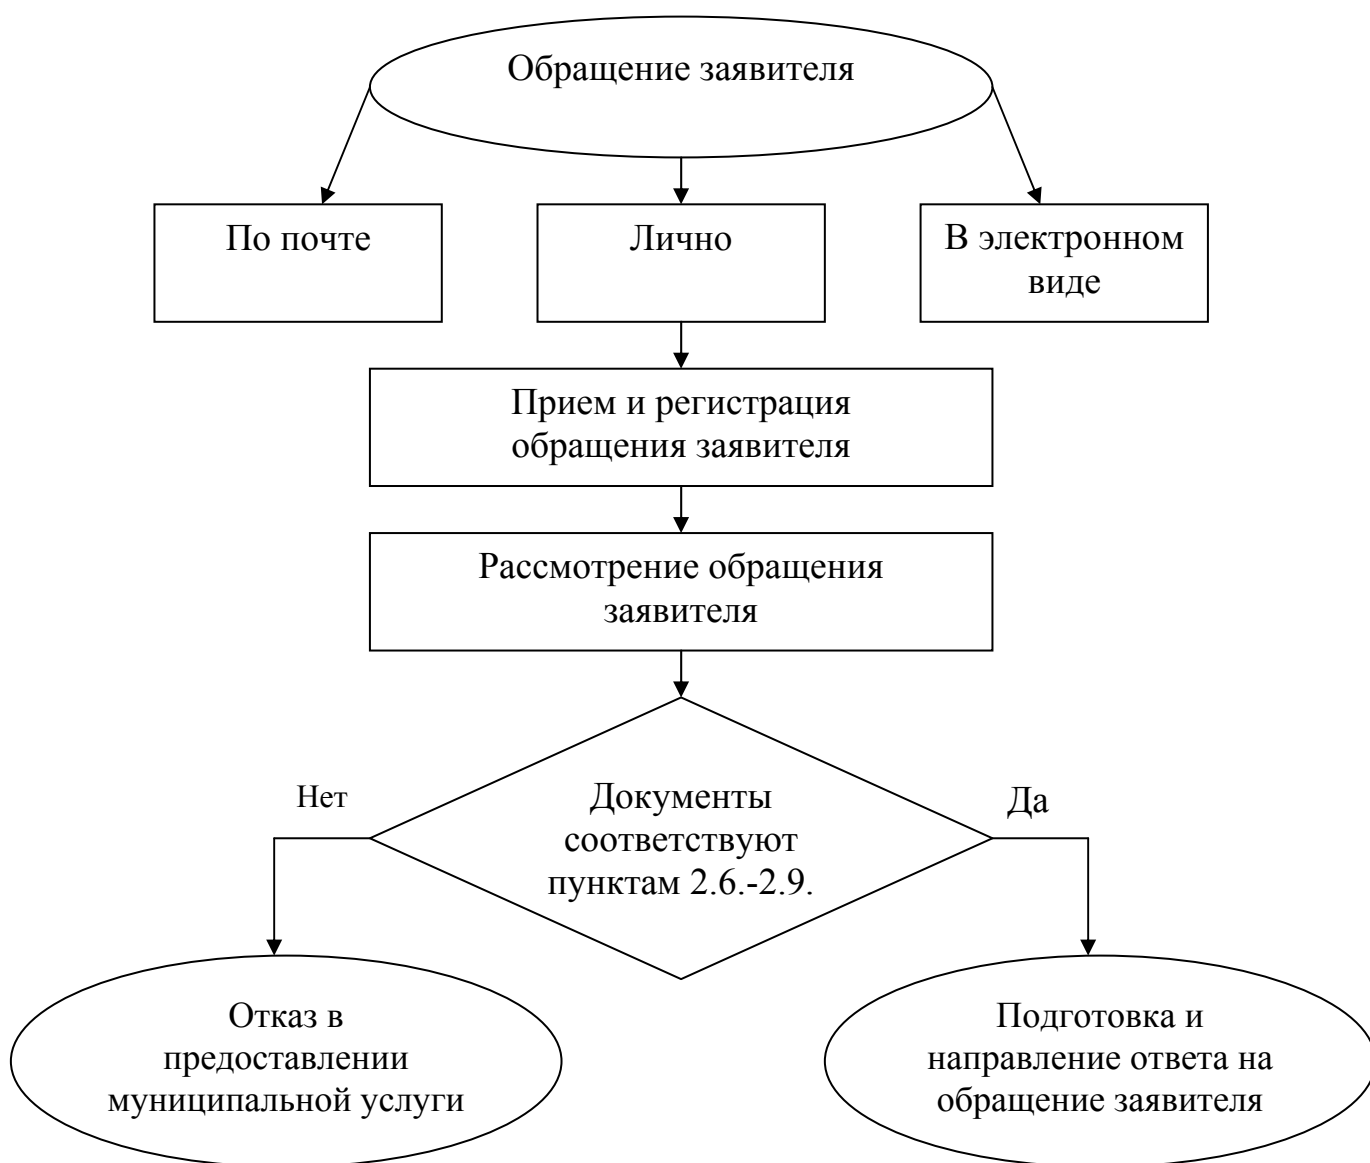 Обращение заявителя
По почте
Лично
В электронном
виде
Прием и регистрация
обращения заявителя
Рассмотрение обращения
заявителя
Нет
Документы
соответствуют
пунктам 2.6.-2.9.
Да
Отказ в
предоставлении
муниципальной услуги
Подготовка и
направление ответа на
обращение заявителя